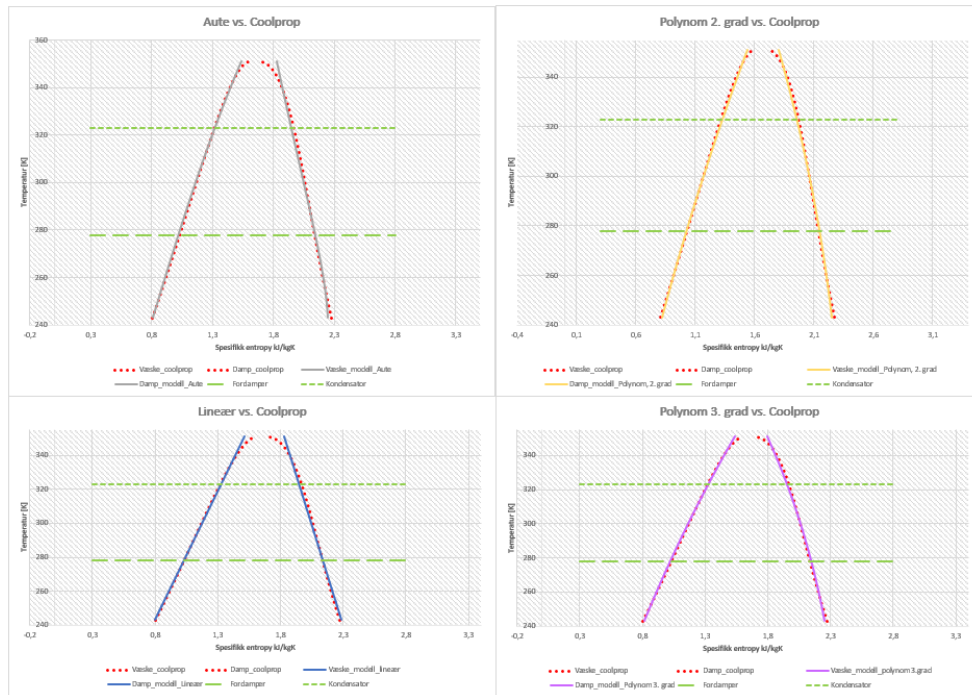 Aute vs. Coolprop
Temperatur [K]
360
340
320
300
280
260
240
-0,2 0,3 0,8 1,3 1,8 2,3 2,8 3,3
Spesifikk entropy kJ/kgK
Væske_coolprop Damp_coolprop Væske_modell_Aute
Damp_modell_Aute Fordamper Kondensator
Polynom 2. grad vs. Coolprop
Temperatur [K]
340
320
300
280
260
240
-0,4 0,1 0,6 1,1 1,6 2,1 2,6 3,1
Spesifikk entropy kJ/kgK
Væske_coolprop Damp_coolprop Væske_modell_Polynom, 2. grad
Damp_modell_Polynom, 2.grad Fordamper Kondensator
Lineær vs. Coolprop
Temperatur [K]
340
320
300
280
260
240
-0,2 0,3 0,8 1,3 1,8 2,3 2,8 3,3
Spesifikk entropy kJ/kgK
Væske_coolprop Damp_coolprop Væske_modell_lineær
Damp_modell_Lineær Fordamper Kondensator
Polynom 3. grad vs. Coolprop
Temperatur [K]
340
320
300
280
260
240
-0,2 0,3 0,8 1,3 1,8 2,3 2,8 3,3
Spesifikk entropy kJ/kgK
Væske_coolprop Damp_coolprop Væske_modell_polynom 3.grad
Damp_modell_Polynom 3. grad Fordamper Kondensator